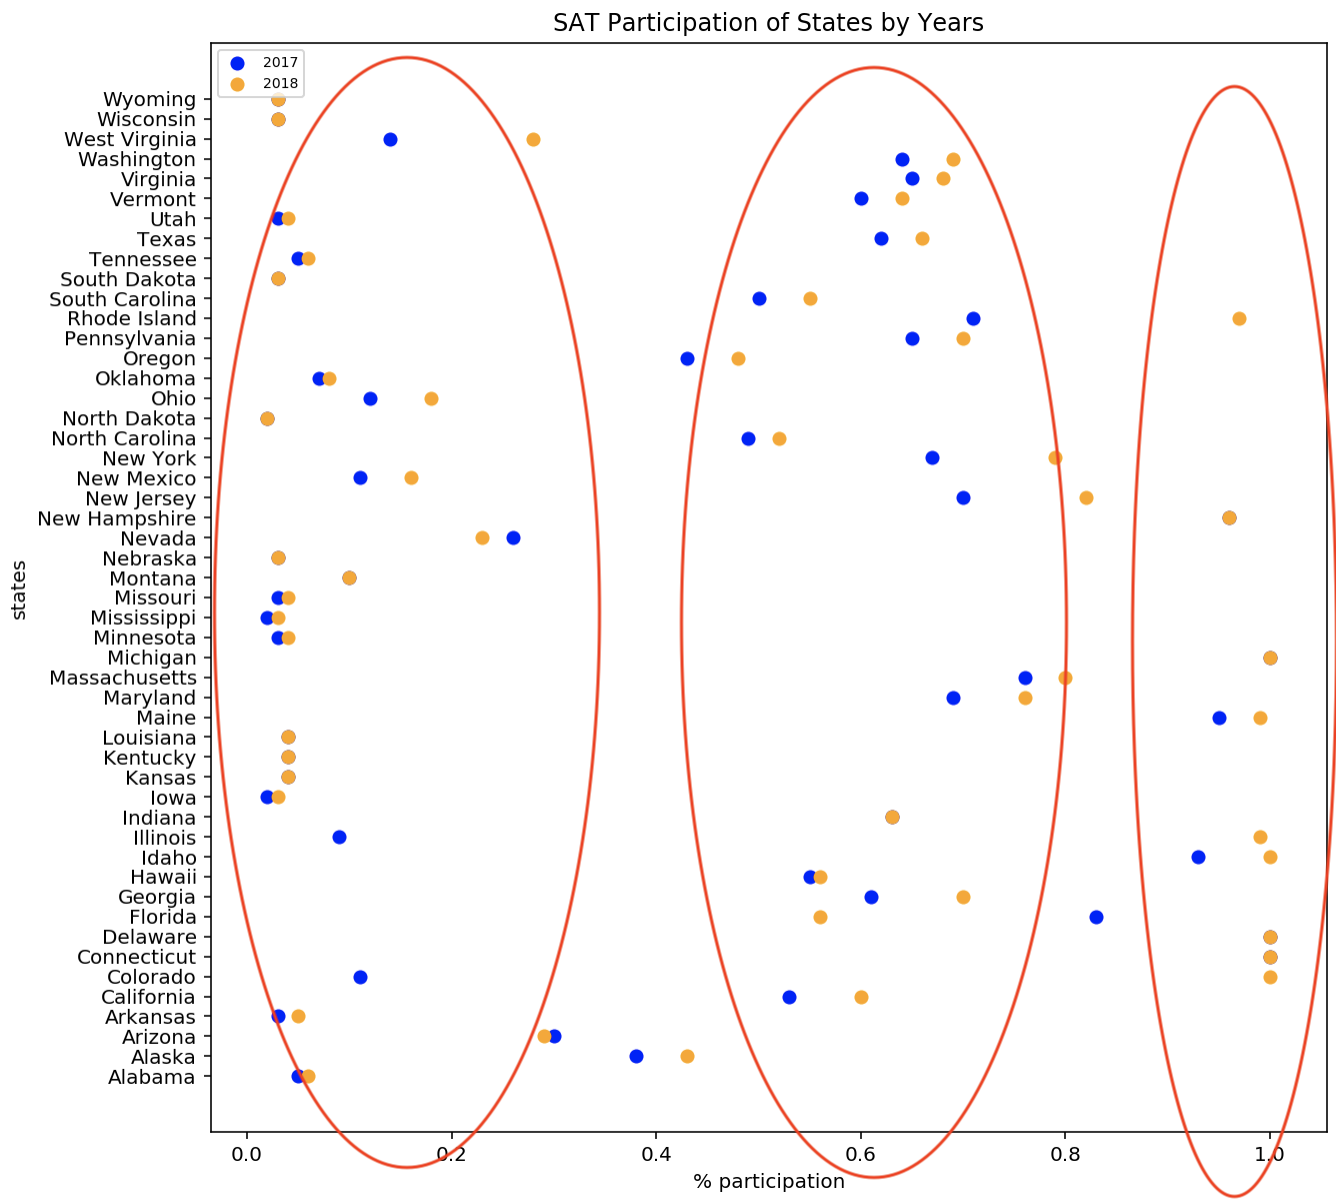 SAT Participation of States by Years
2017
2018
Wyoming
Wisconsin
West Virginia
Washington
Virginia
Vermont
Utah
Texas
Tennessee
South Dakota
South Carolina
Rhode Island
Pennsylvania
Oregon
Oklahoma
Ohio
North Dakota
North Carolina
New York
New Mexico
New Jersey
New Hampshire
Nevada
Nebraska
Montana
Missouri
Mississippi
Minnesota
Michigan
Massachusetts
Maryland
Maine
Louisiana
Kentucky
Kansas
Iowa
Indiana
Illinois
Idaho
Hawaii
Georgia
Florida
Delaware
Connecticut
Colorado
California
Arkansas
Arizona
Alaska
Alabama
states
0.0 0.2 0.4 0.6 0.8 1.0
% participation